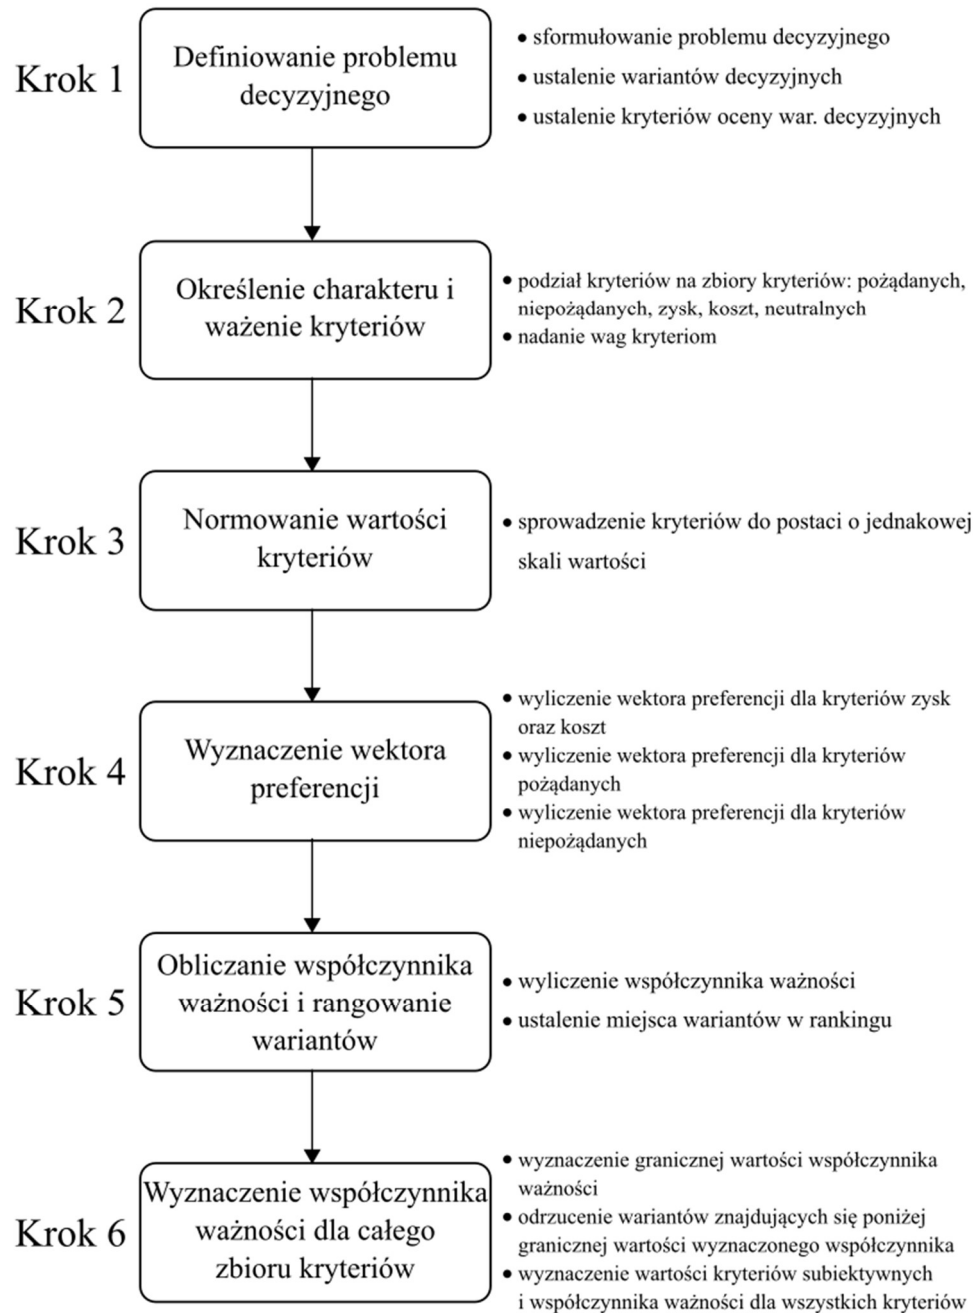 Krok 1
Definiowanie problemu
decyzyjnego
• sformułowanie problemu decyzyjnego
• ustalenie wariantów decyzyjnych
• ustalenie kryteriów oceny war. decyzyjnych
Krok 2
Określenie charakteru i
ważenie kryteriów
• podział kryteriów na zbiory kryteriów: pożądanych,
niepożądanych, zysk, koszt, neutralnych
• nadanie wag kryteriom
Krok 3
Normowanie wartości
kryteriów
• sprowadzenie kryteriów do postaci o jednakowej
skali wartości
Krok 4
Wyznaczenie wektora
preferencji
• wyliczenie wektora preferencji dla kryteriów zysk
oraz koszt
• wyliczenie wektora preferencji dla kryteriów
pożądanych
• wyliczenie wektora preferencji dla kryteriów
niepożądanych
Krok 5
Obliczanie współczynnika
ważności i rangowanie
wariantów
• wyliczenie współczynnika ważności
• ustalenie miejsca wariantów w rankingu
Krok 6
Wyznaczenie współczynnika
ważności dla całego
zbioru kryteriów
• wyznaczenie granicznej wartości współczynnika
ważności
• odrzucenie wariantów znajdujących się poniżej
granicznej wartości wyznaczonego współczynnika
• wyznaczenie wartości kryteriów subiektywnych
i współczynnika ważności dla wszystkich kryteriów